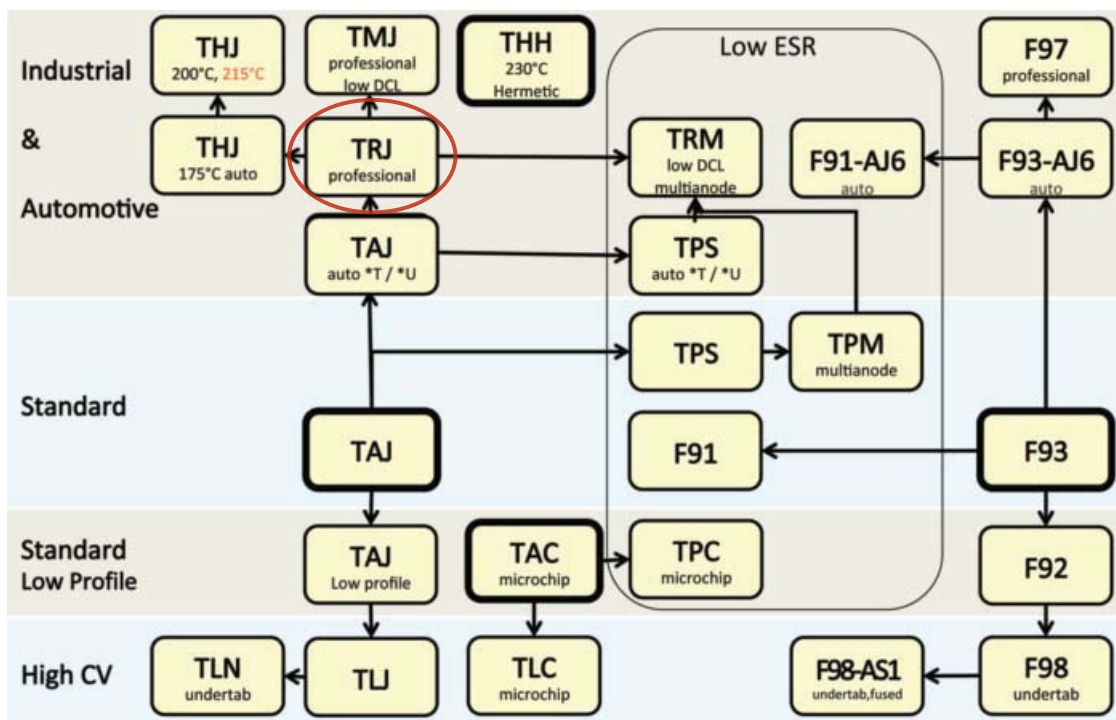 Industrial
&
Automotive
THJ
200°C, 215°C
TMJ
professional
low DCL
THH
230°C
Hermetic
Low ESR
F97
professional
THJ
175°C auto
TRJ
professional
TRM
low DCL
multianode
F91-AJ6
auto
F93-AJ6
auto
TAJ
auto *T / *U
TPS
auto *T / *U
Standard
TPS
TPM
multianode
TAJ
F91
F93
Standard
Low Profile
TAJ
Low profile
TAC
microchip
TPC
microchip
F92
High CV
TLN
undertab
TLJ
TLC
microchip
F98-AS1
undertab,fused
F98
undertab